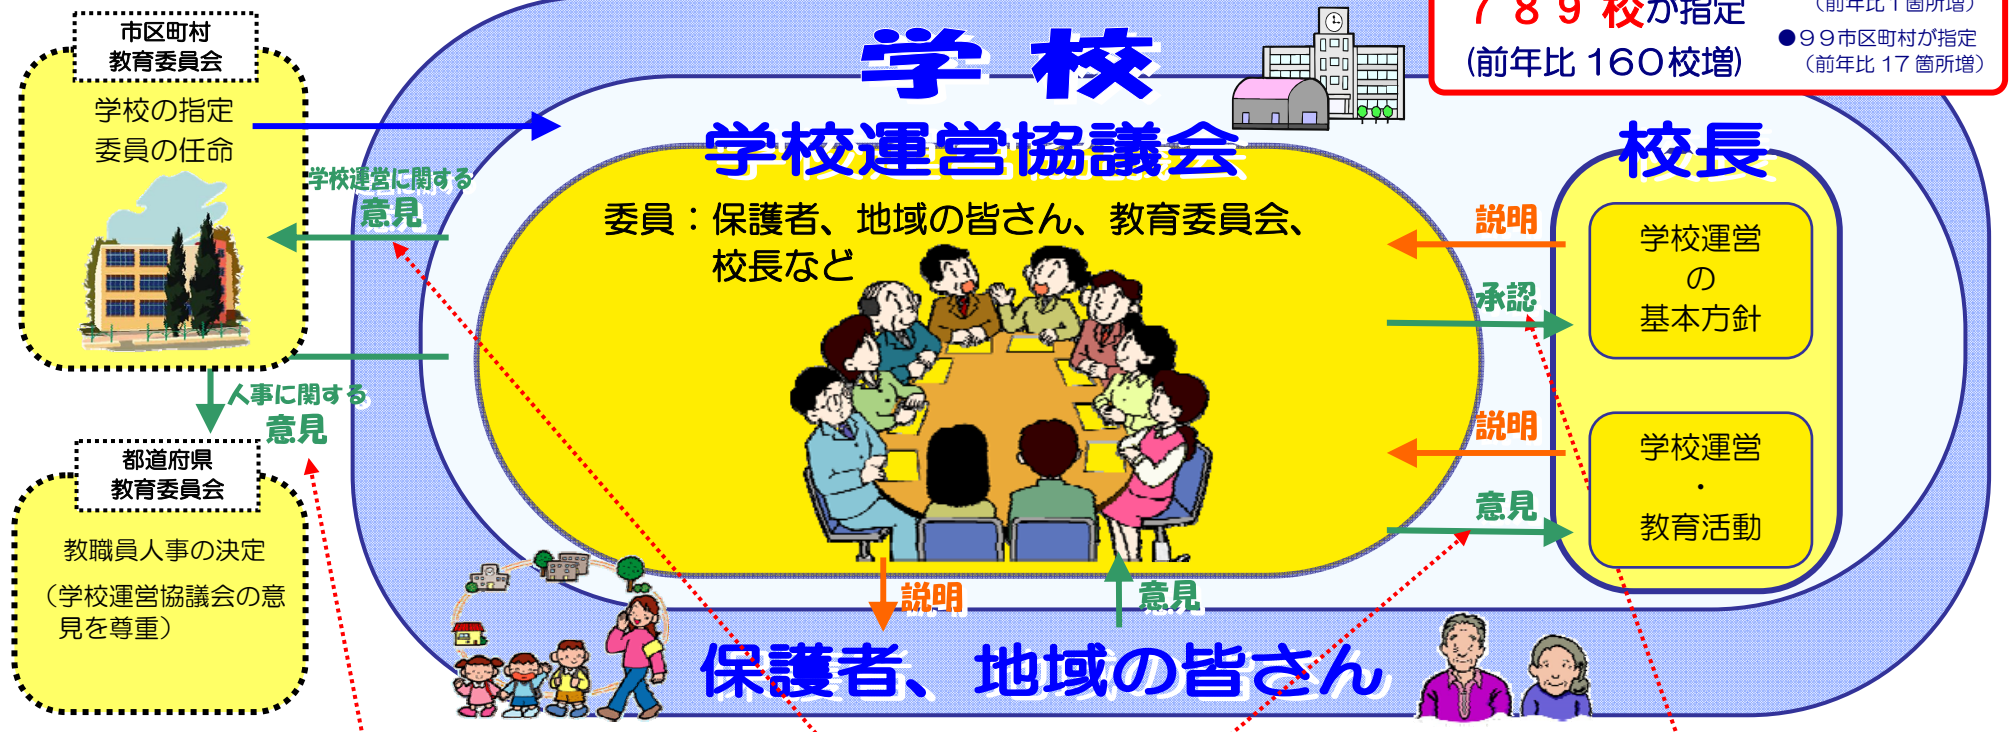 市区町村
教育委員会
学校の指定
委員の任命
学校運営に関する
意見
人事に関する
意見
都道府県
教育委員会
教職員人事の決定
（学校運営協議会の意
見を尊重）
学校
学校運営協議会
委員：保護者、地域の皆さん、教育委員会、
校長など
７８９校が指定
(前年比160校増)
（前年比１箇所増）
●９９市区町村が指定
（前年比17箇所増）
校長
説明
承認
学校運営
の
基本方針
説明
意見
学校運営
・
教育活動
説明
意見
保護者、地域の皆さん